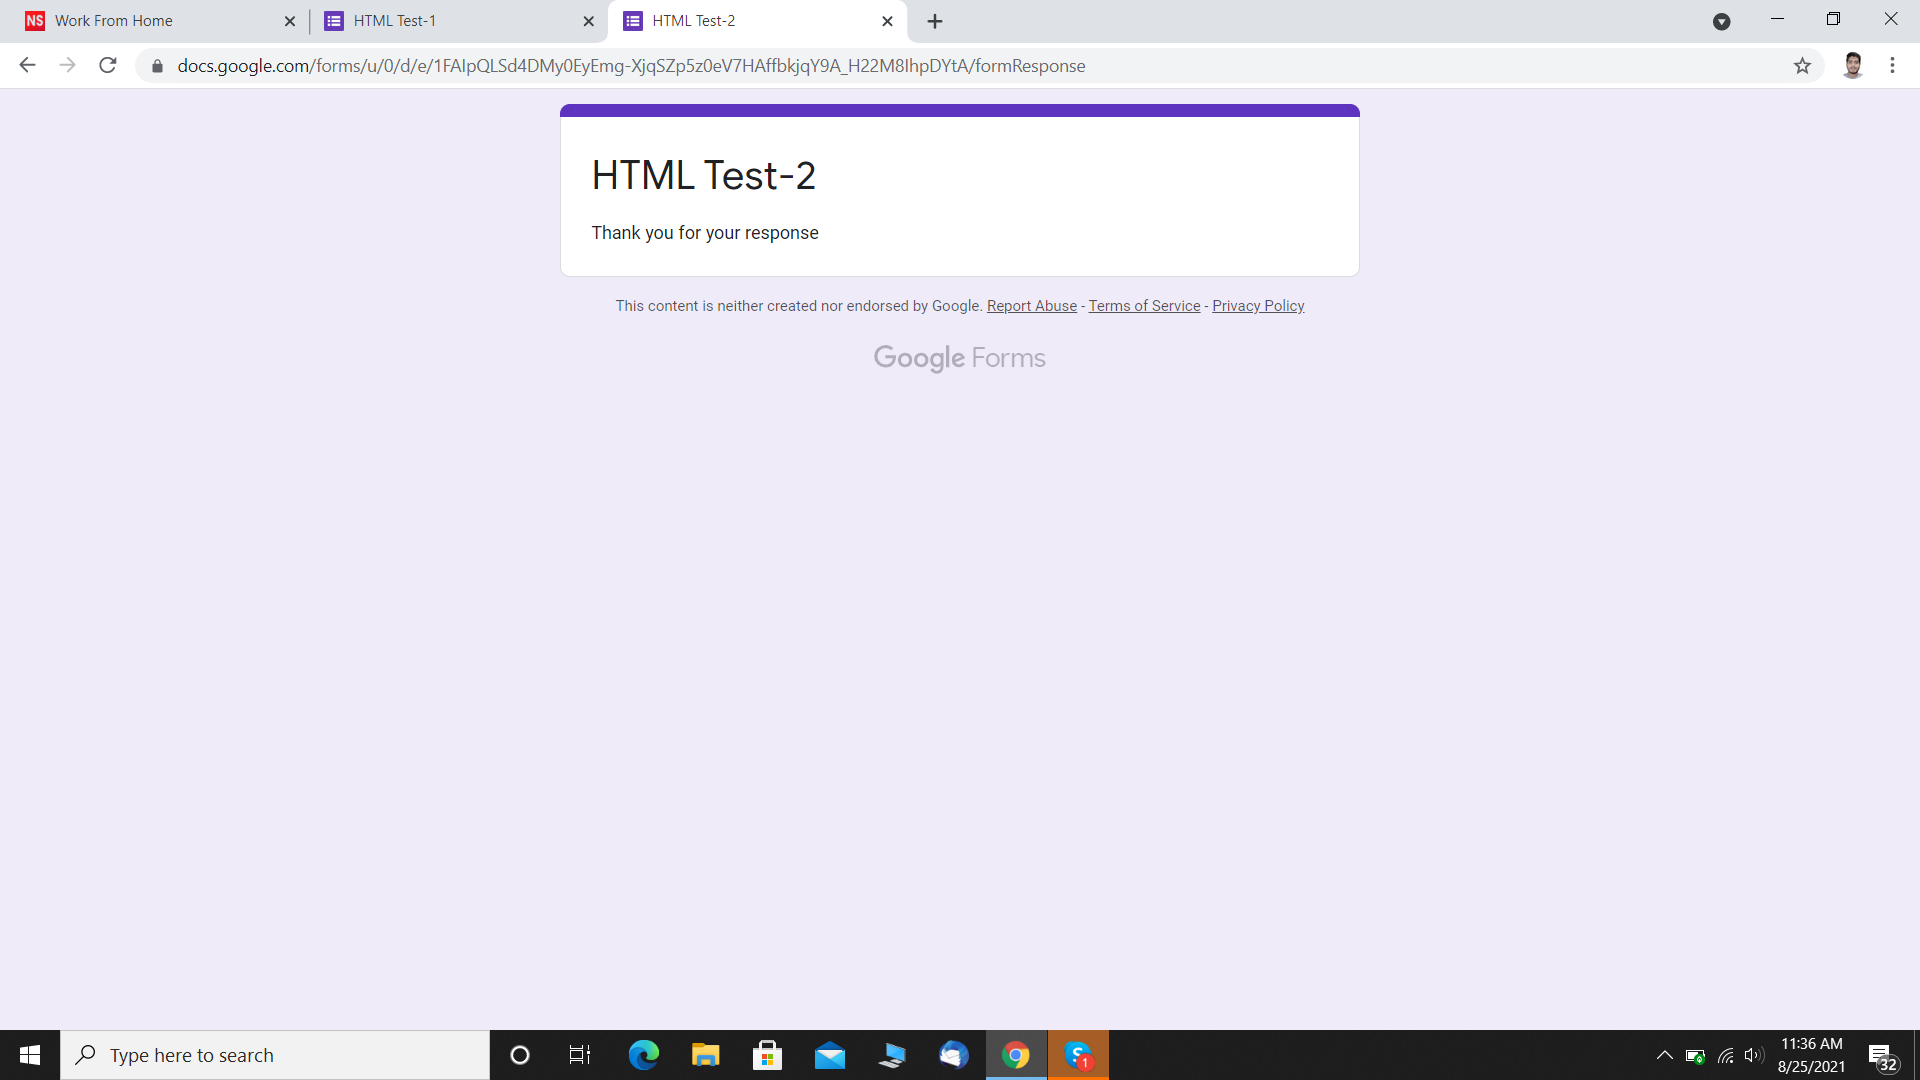 NS Work From Home
HTML Test-1
HTML Test-2
docs.google.com/forms/u/0/d/e/1FAIpQLSd4DMy0EyEmg-XjqSZp5z0eV7HAffbkjqY9A_H22M8IhpDYtA/formResponse
HTML Test-2
Thank you for your response
This content is neither created nor endorsed by Google. Report Abuse - Terms of Service - Privacy Policy
Google Forms
Type here to search
S 1
11:36 AM
8/25/2021
32